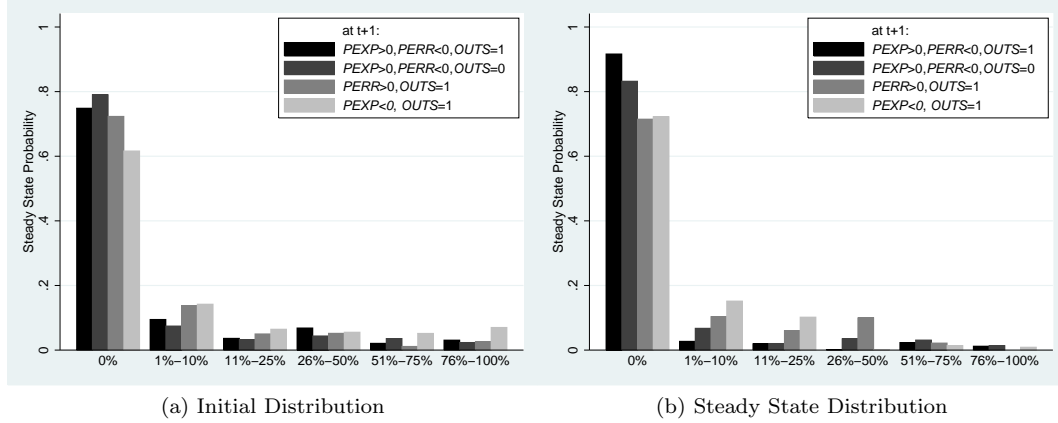 Steady State Probability
1
.8
.6
.4
.2
0
at t+1:
PEXP>0,PERR<0,OUTS=1
PEXP>0,PERR<0,OUTS=0
PERR>0,OUTS=1
PEXP<0, OUTS=1
0% 1%−10% 11%−25% 26%−50% 51%−75% 76%−100%
(a) Initial Distribution
Steady State Probability
1
.8
.6
.4
.2
0
at t+1:
PEXP>0,PERR<0,OUTS=1
PEXP>0,PERR<0,OUTS=0
PERR>0,OUTS=1
PEXP<0, OUTS=1
0% 1%−10% 11%−25% 26%−50% 51%−75% 76%−100%
(b) Steady State Distribution